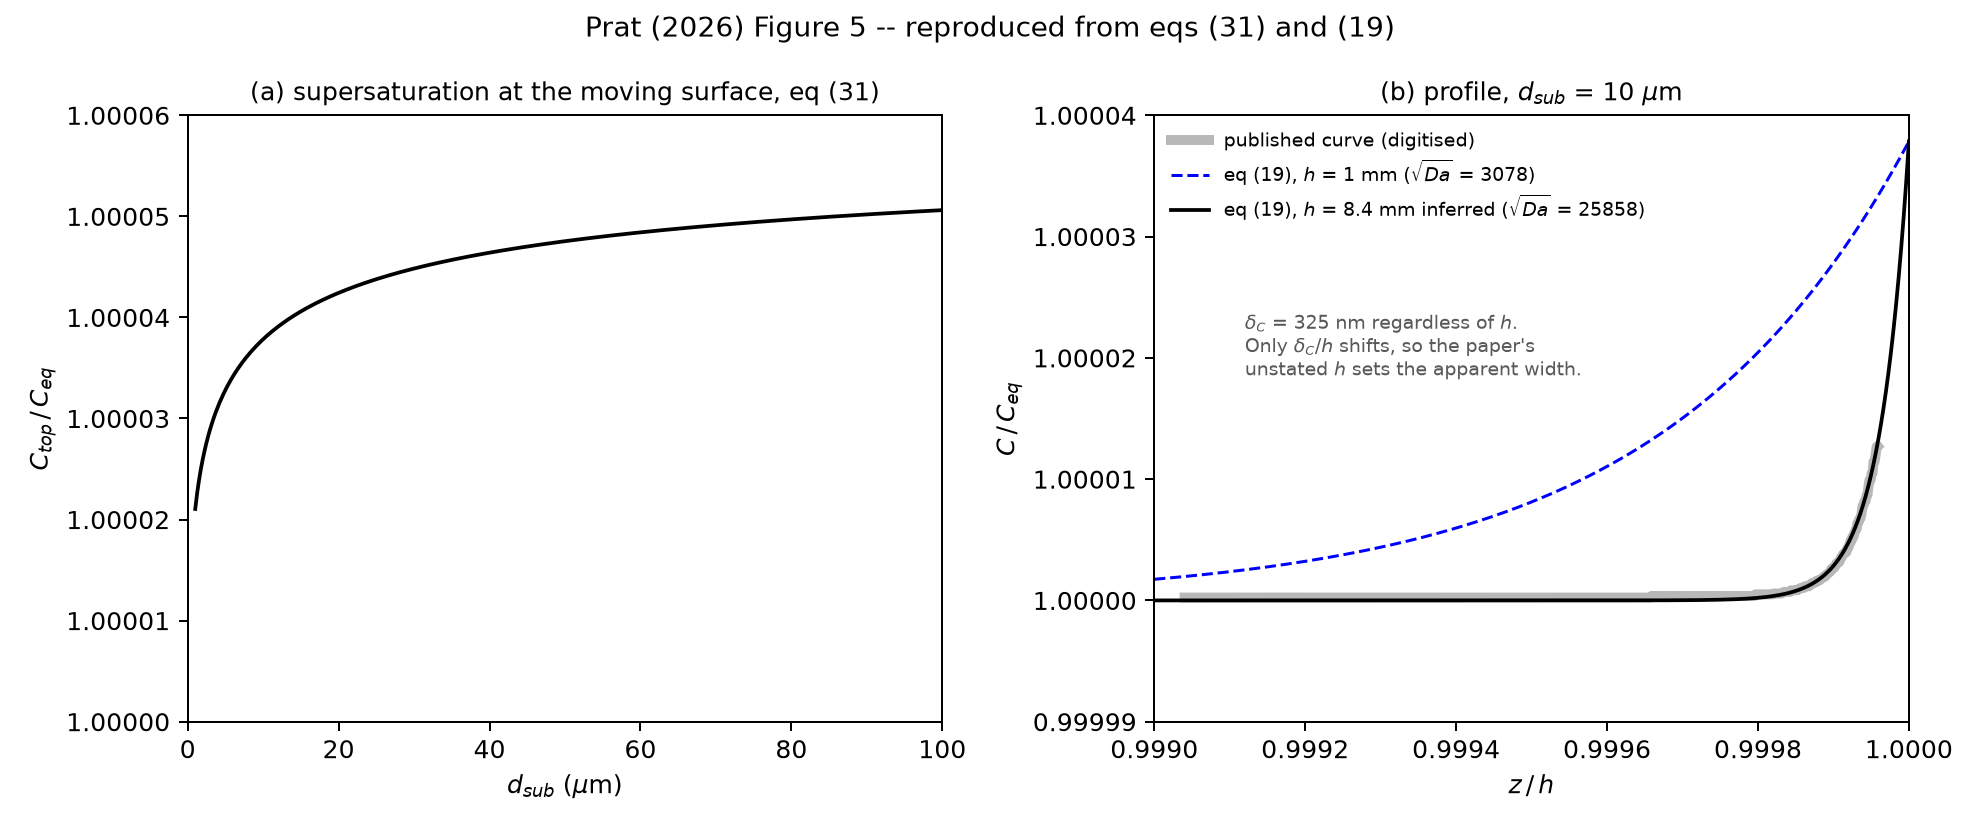 Prat (2026) Figure 5 -- reproduced from eqs (31) and (19)
(a) supersaturation at the moving surface, eq (31)
1.00006
1.00005
1.00004
1.00003
1.00002
1.00001
1.00000
C_top / C_eq
0 20 40 60 80 100
d_sub (μm)
(b) profile, d_sub = 10 μm
published curve (digitised)
eq (19), h = 1 mm (√Da = 3078)
eq (19), h = 8.4 mm inferred (√Da = 25858)
δ_C = 325 nm regardless of h.
Only δ_C/h shifts, so the paper's
unstated h sets the apparent width.
1.00004
1.00003
1.00002
1.00001
1.00000
0.99999
C / C_eq
0.9990 0.9992 0.9994 0.9996 0.9998 1.0000
z / h